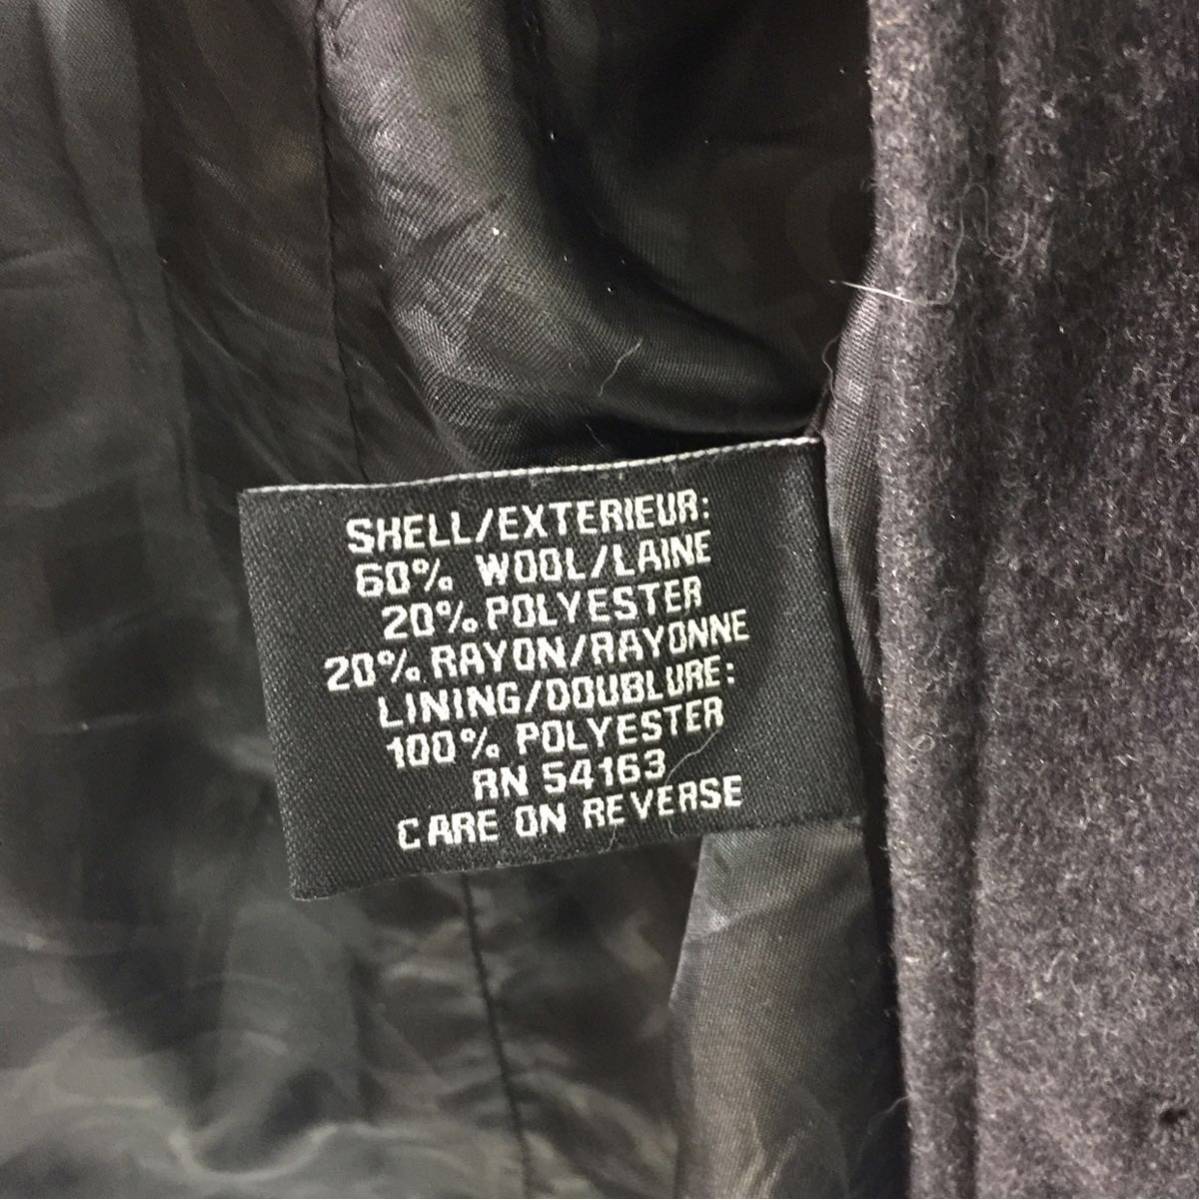 SHELL/EXTERIEUR:
60% WOOL/LAINE
20% POLYESTER
20% RAYON/RAYONNE
LINING/DOUBLURE:
100% POLYESTER
RN 54163
CARE ON REVERSE